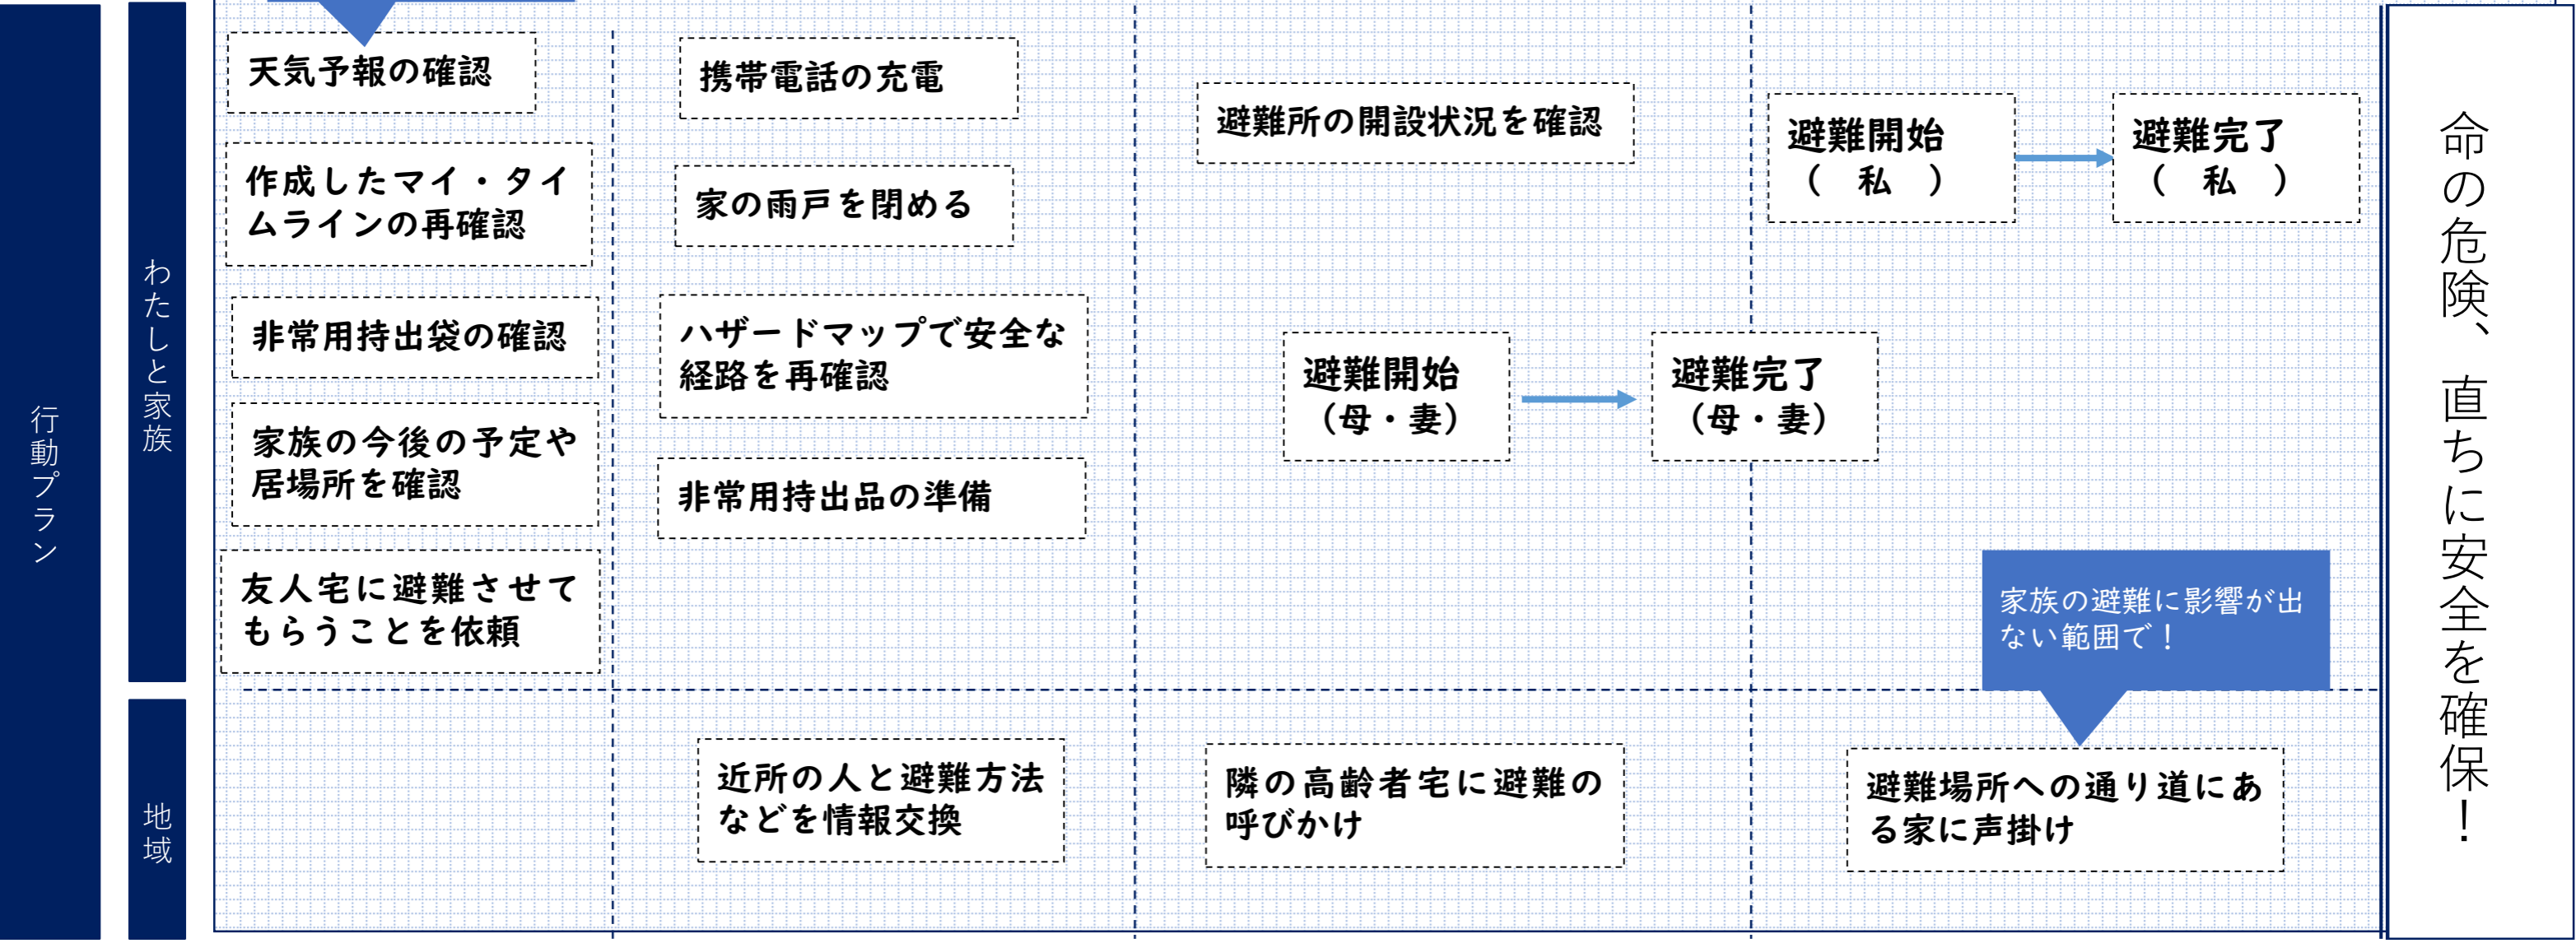 行動プラン
わたしと家族
天気予報の確認
作成したマイ・タイ
ムラインの再確認
非常用持出袋の確認
家族の今後の予定や
居場所を確認
友人宅に避難させて
もらうことを依頼
携帯電話の充電
家の雨戸を閉める
ハザードマップで安全な
経路を再確認
非常用持出品の準備
避難所の開設状況を確認
避難開始
（母・妻）
避難完了
（母・妻）
避難開始
（　私　）
避難完了
（　私　）
家族の避難に影響が出
ない範囲で！
地域
近所の人と避難方法
などを情報交換
隣の高齢者宅に避難の
呼びかけ
避難場所への通り道にあ
る家に声掛け
命の危険、直ちに安全を確保！